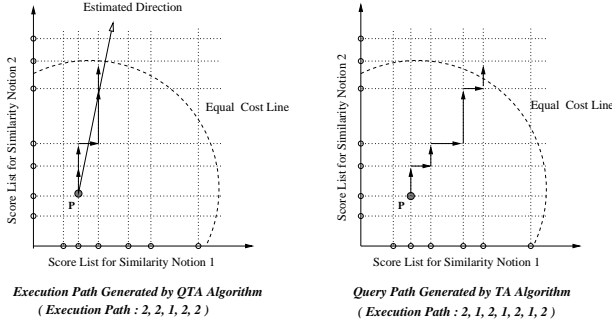 Estimated Direction
Score List for Similarity Notion 2
Equal Cost Line
P
Score List for Similarity Notion 1
Execution Path Generated by QTA Algorithm
( Execution Path : 2, 2, 1, 2, 2 )
Score List for Similarity Notion 2
Equal Cost Line
P
Score List for Similarity Notion 1
Query Path Generated by TA Algorithm
( Execution Path : 2, 1, 2, 1, 2, 1, 2 )